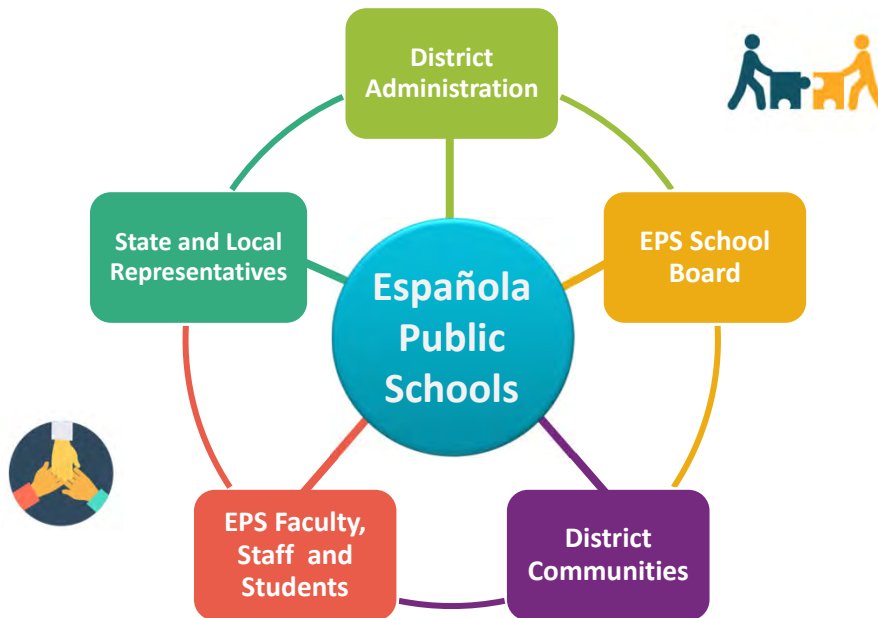 District
Administration
State and Local
Representatives
EPS School
Board
Española
Public
Schools
EPS Faculty,
Staff and
Students
District
Communities